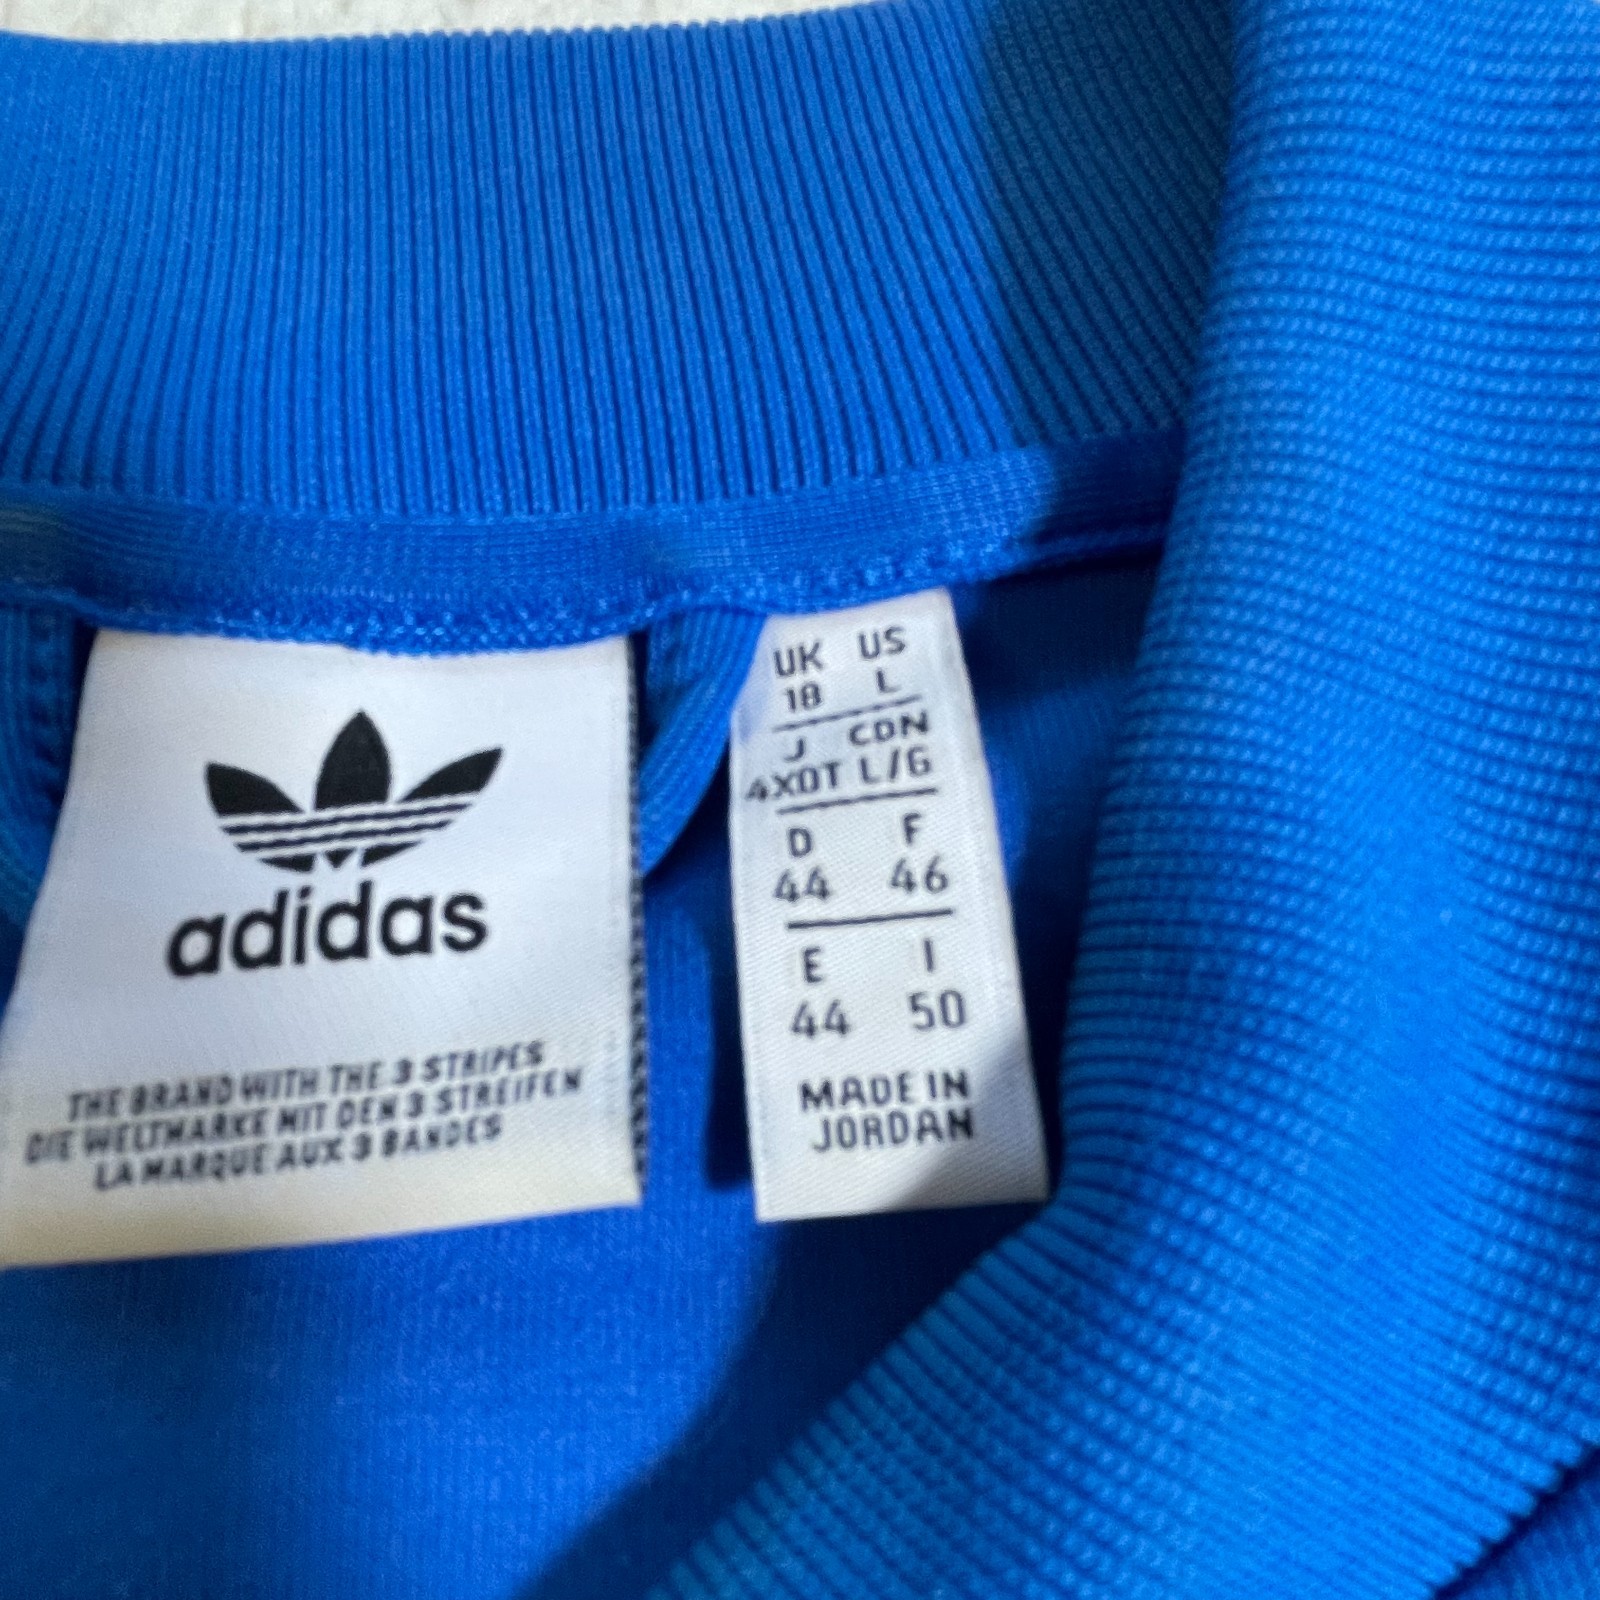 adidas
THE BRAND WITH THE 3 STRIPES
DIE WELTMARKE MIT DEN 3 STREIFEN
LA MARQUE AUX 3 BANDES
UK US
18 L
J CDN
4XOT L/G
D F
44 46
E I
44 50
MADE IN
JORDAN